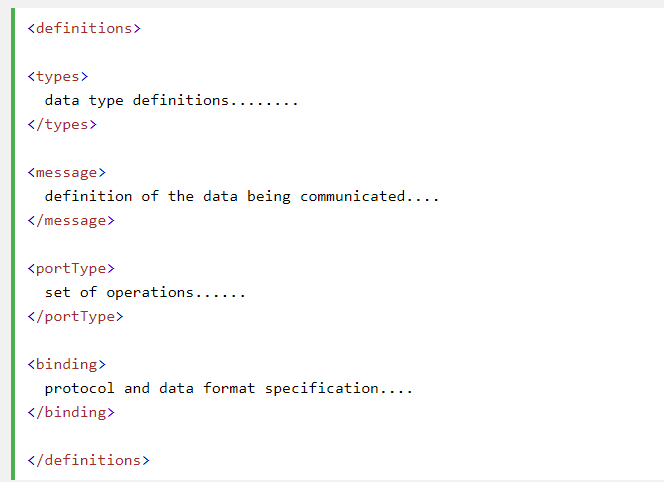 <definitions>
<types>
data type definitions........
</types>
<message>
definition of the data being communicated....
</message>
<portType>
set of operations......
</portType>
<binding>
protocol and data format specification....
</binding>
</definitions>